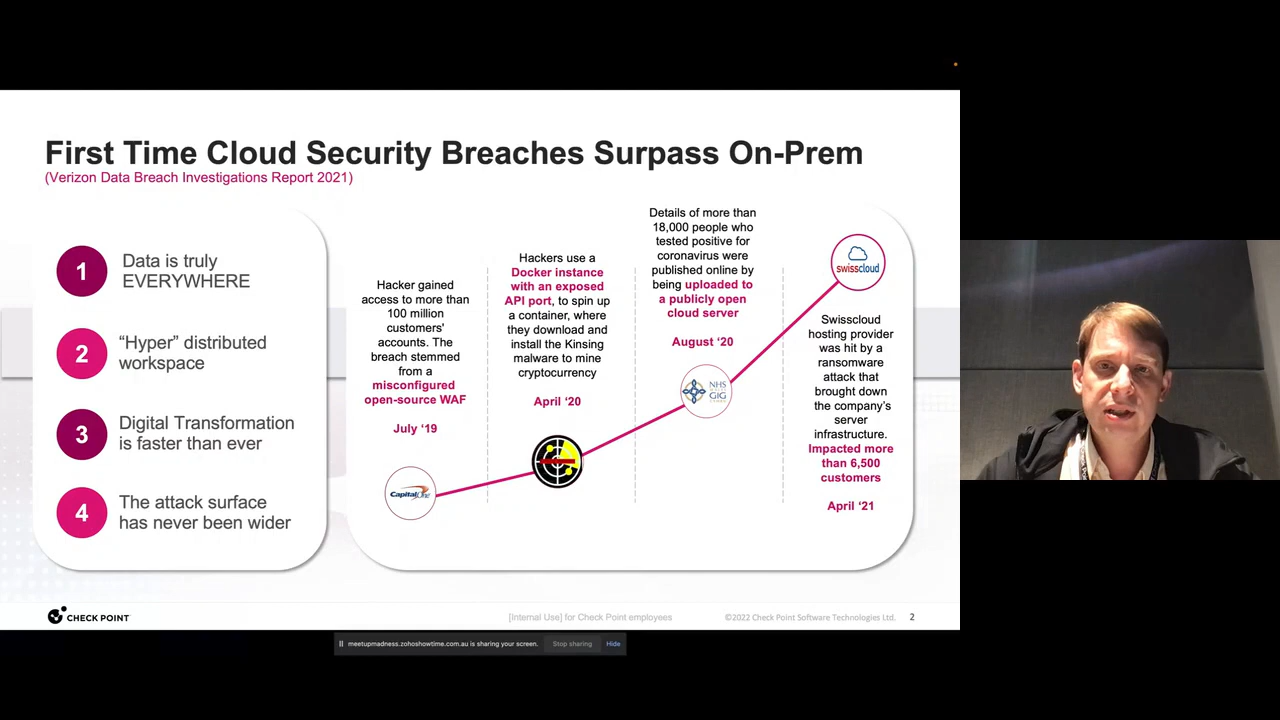 First Time Cloud Security Breaches Surpass On-Prem
(Verizon Data Breach Investigations Report 2021)
1
Data is truly
EVERYWHERE
2
“Hyper” distributed
workspace
3
Digital Transformation
is faster than ever
4
The attack surface
has never been wider
Hacker gained
access to more than
100 million
customers'
accounts. The
breach stemmed
from a
misconfigured
open-source WAF
July ‘19
Capital One
Hackers use a
Docker instance
with an exposed
API port, to spin up
a container, where
they download and
install the Kinsing
malware to mine
cryptocurrency
April ‘20
Details of more than
18,000 people who
tested positive for
coronavirus were
published online by
being uploaded to
a publicly open
cloud server
August ‘20
NHS
GIG
swisscloud
Swisscloud
hosting provider
was hit by a
ransomware
attack that
brought down
the company’s
server
infrastructure.
Impacted more
than 6,500
customers
April ‘21
CHECK POINT
[Internal Use] for Check Point employees
©2022 Check Point Software Technologies Ltd.
2
meetupmadness.zohoshowtime.com.au is sharing your screen.
Stop sharing
Hide